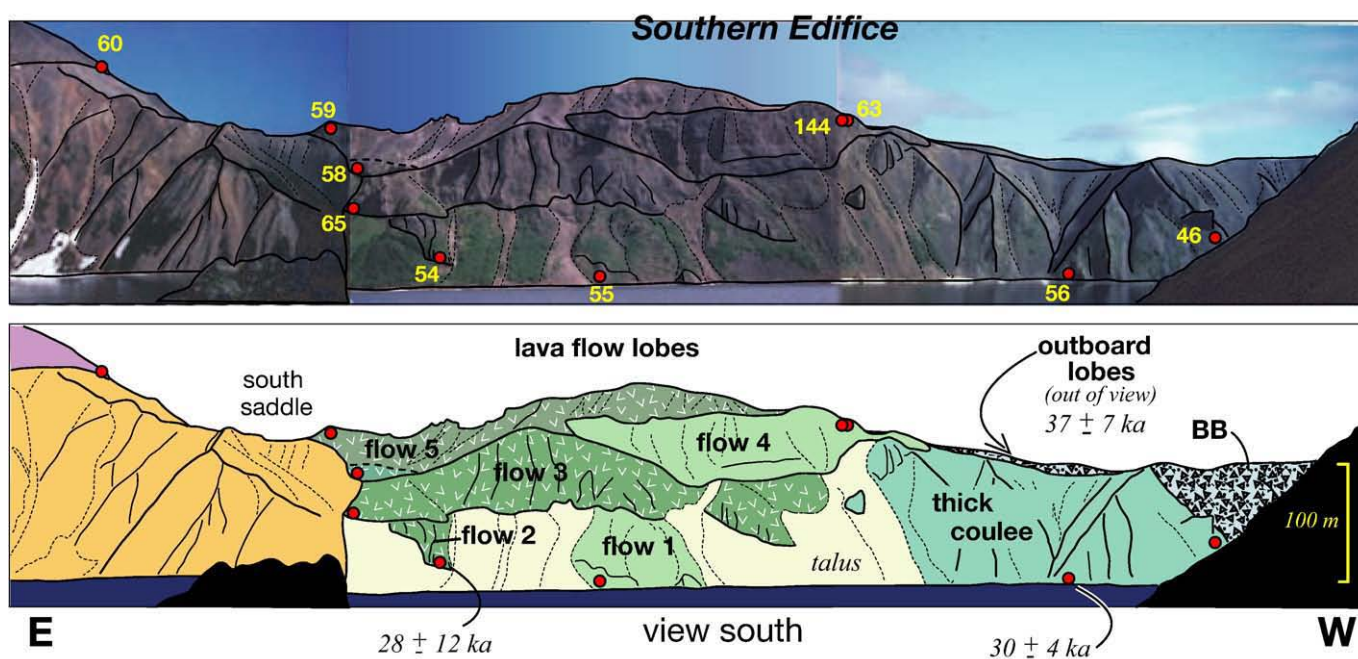 Southern Edifice
60
59
63
144
58
65
46
54
55
56
lava flow lobes
outboard
lobes
(out of view)
37 ± 7 ka
south
saddle
BB
flow 5
flow 4
flow 3
thick
coulee
100 m
flow 2
flow 1
talus
E
view south
W
28 ± 12 ka
30 ± 4 ka